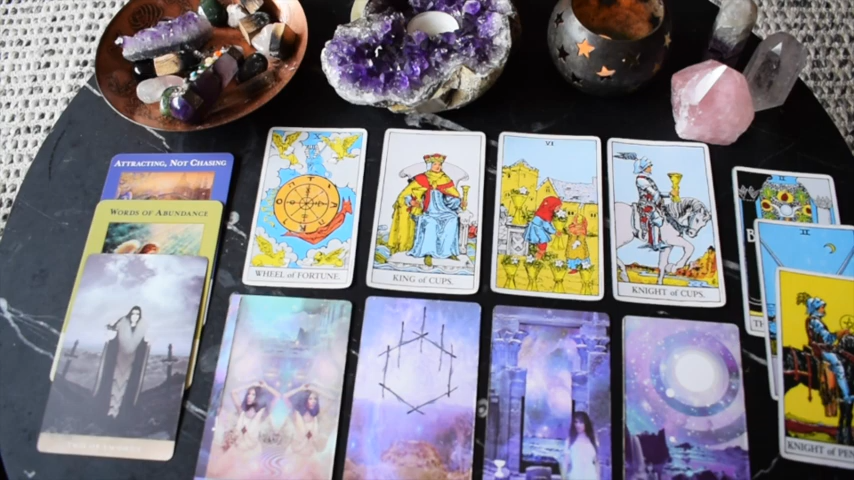 ATTRACTING, NOT CHASING
WORDS OF ABUNDANCE
X
WHEEL of FORTUNE.
KING of CUPS.
VI
KNIGHT of CUPS.
II
KNIGHT of PEN